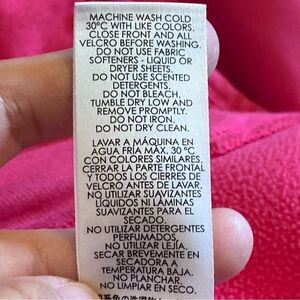 MACHINE WASH COLD
30°C WITH LIKE COLORS.
CLOSE FRONT AND ALL
VELCRO BEFORE WASHING.
DO NOT USE FABRIC
SOFTENERS - LIQUID OR
DRYER SHEETS.
DO NOT USE SCENTED
DETERGENTS.
DO NOT BLEACH.
TUMBLE DRY LOW AND
REMOVE PROMPTLY.
DO NOT IRON.
DO NOT DRY CLEAN.
LAVAR A MÁQUINA EN
AGUA FRÍA MÁX. 30 °C
CON COLORES SIMILARES.
CERRAR LA PARTE FRONTAL
Y TODOS LOS CIERRES DE
VELCRO ANTES DE LAVAR.
NO UTILIZAR SUAVIZANTES
LÍQUIDOS NI LÁMINAS
SUAVIZANTES PARA EL
SECADO.
NO UTILIZAR DETERGENTES
PERFUMADOS,
NO UTILIZAR LEJÍA.
SECAR BREVEMENTE EN
SECADORA A
TEMPERATURA BAJA.
NO PLANCHAR.
NO LIMPIAR EN SECO.